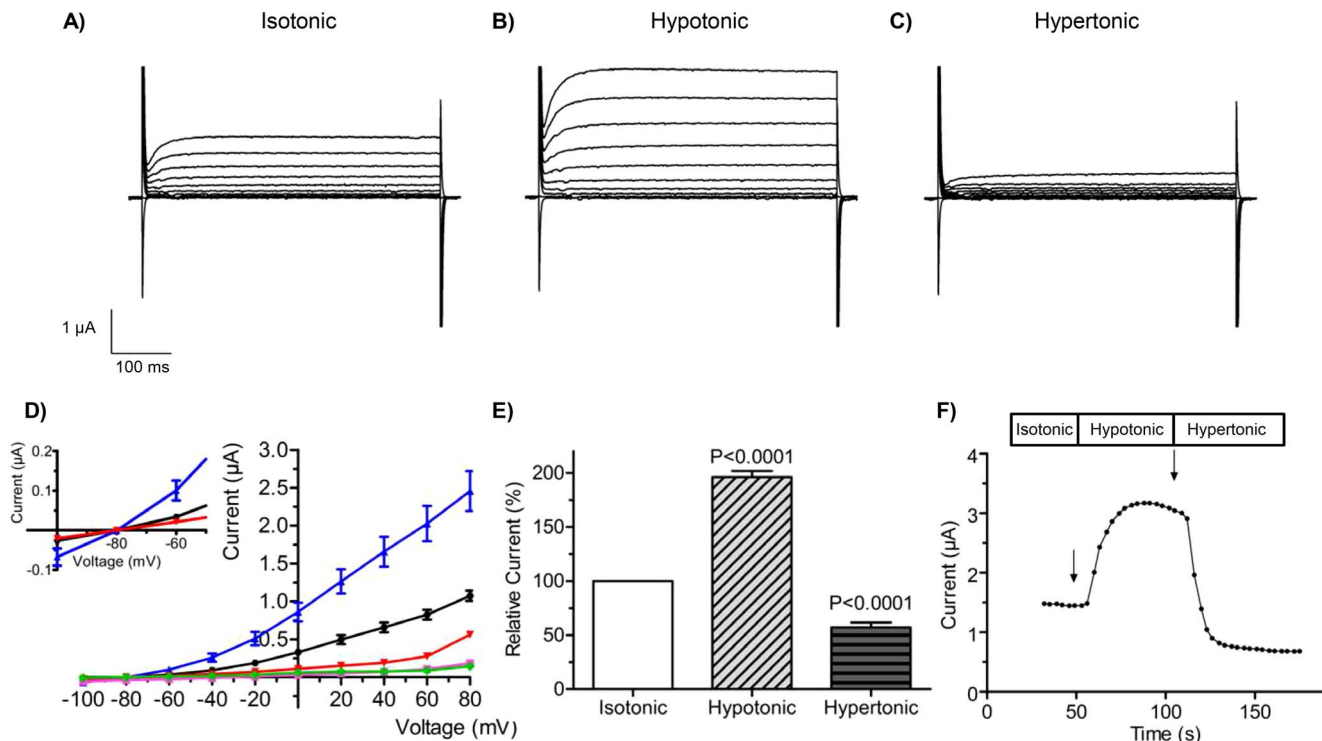 A) Isotonic B) Hypotonic C) Hypertonic
1 µA
100 ms
D)
Current (µA)
0.2
0.1
-0.1
-80 -60
Voltage (mV)
Current (µA)
3.0
2.5
2.0
1.5
1.0
0.5
-100 -80 -60 -40 -20 20 40 60 80
Voltage (mV)
E)
Relative Current (%)
200
150
100
50
0
P<0.0001
P<0.0001
Isotonic Hypotonic Hypertonic
F)
Isotonic Hypotonic Hypertonic
Current (µA)
4
3
2
1
0
0 50 100 150
Time (s)